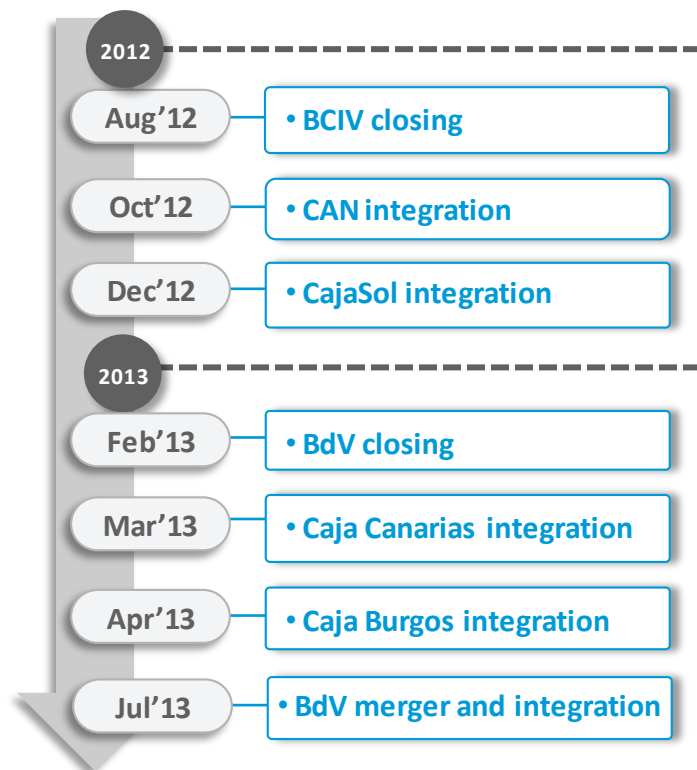 2012
Aug’12
• BCIV closing
Oct’12
• CAN integration
Dec’12
• CajaSol integration
2013
Feb’13
• BdV closing
Mar’13
• Caja Canarias integration
Apr’13
• Caja Burgos integration
Jul’13
• BdV merger and integration